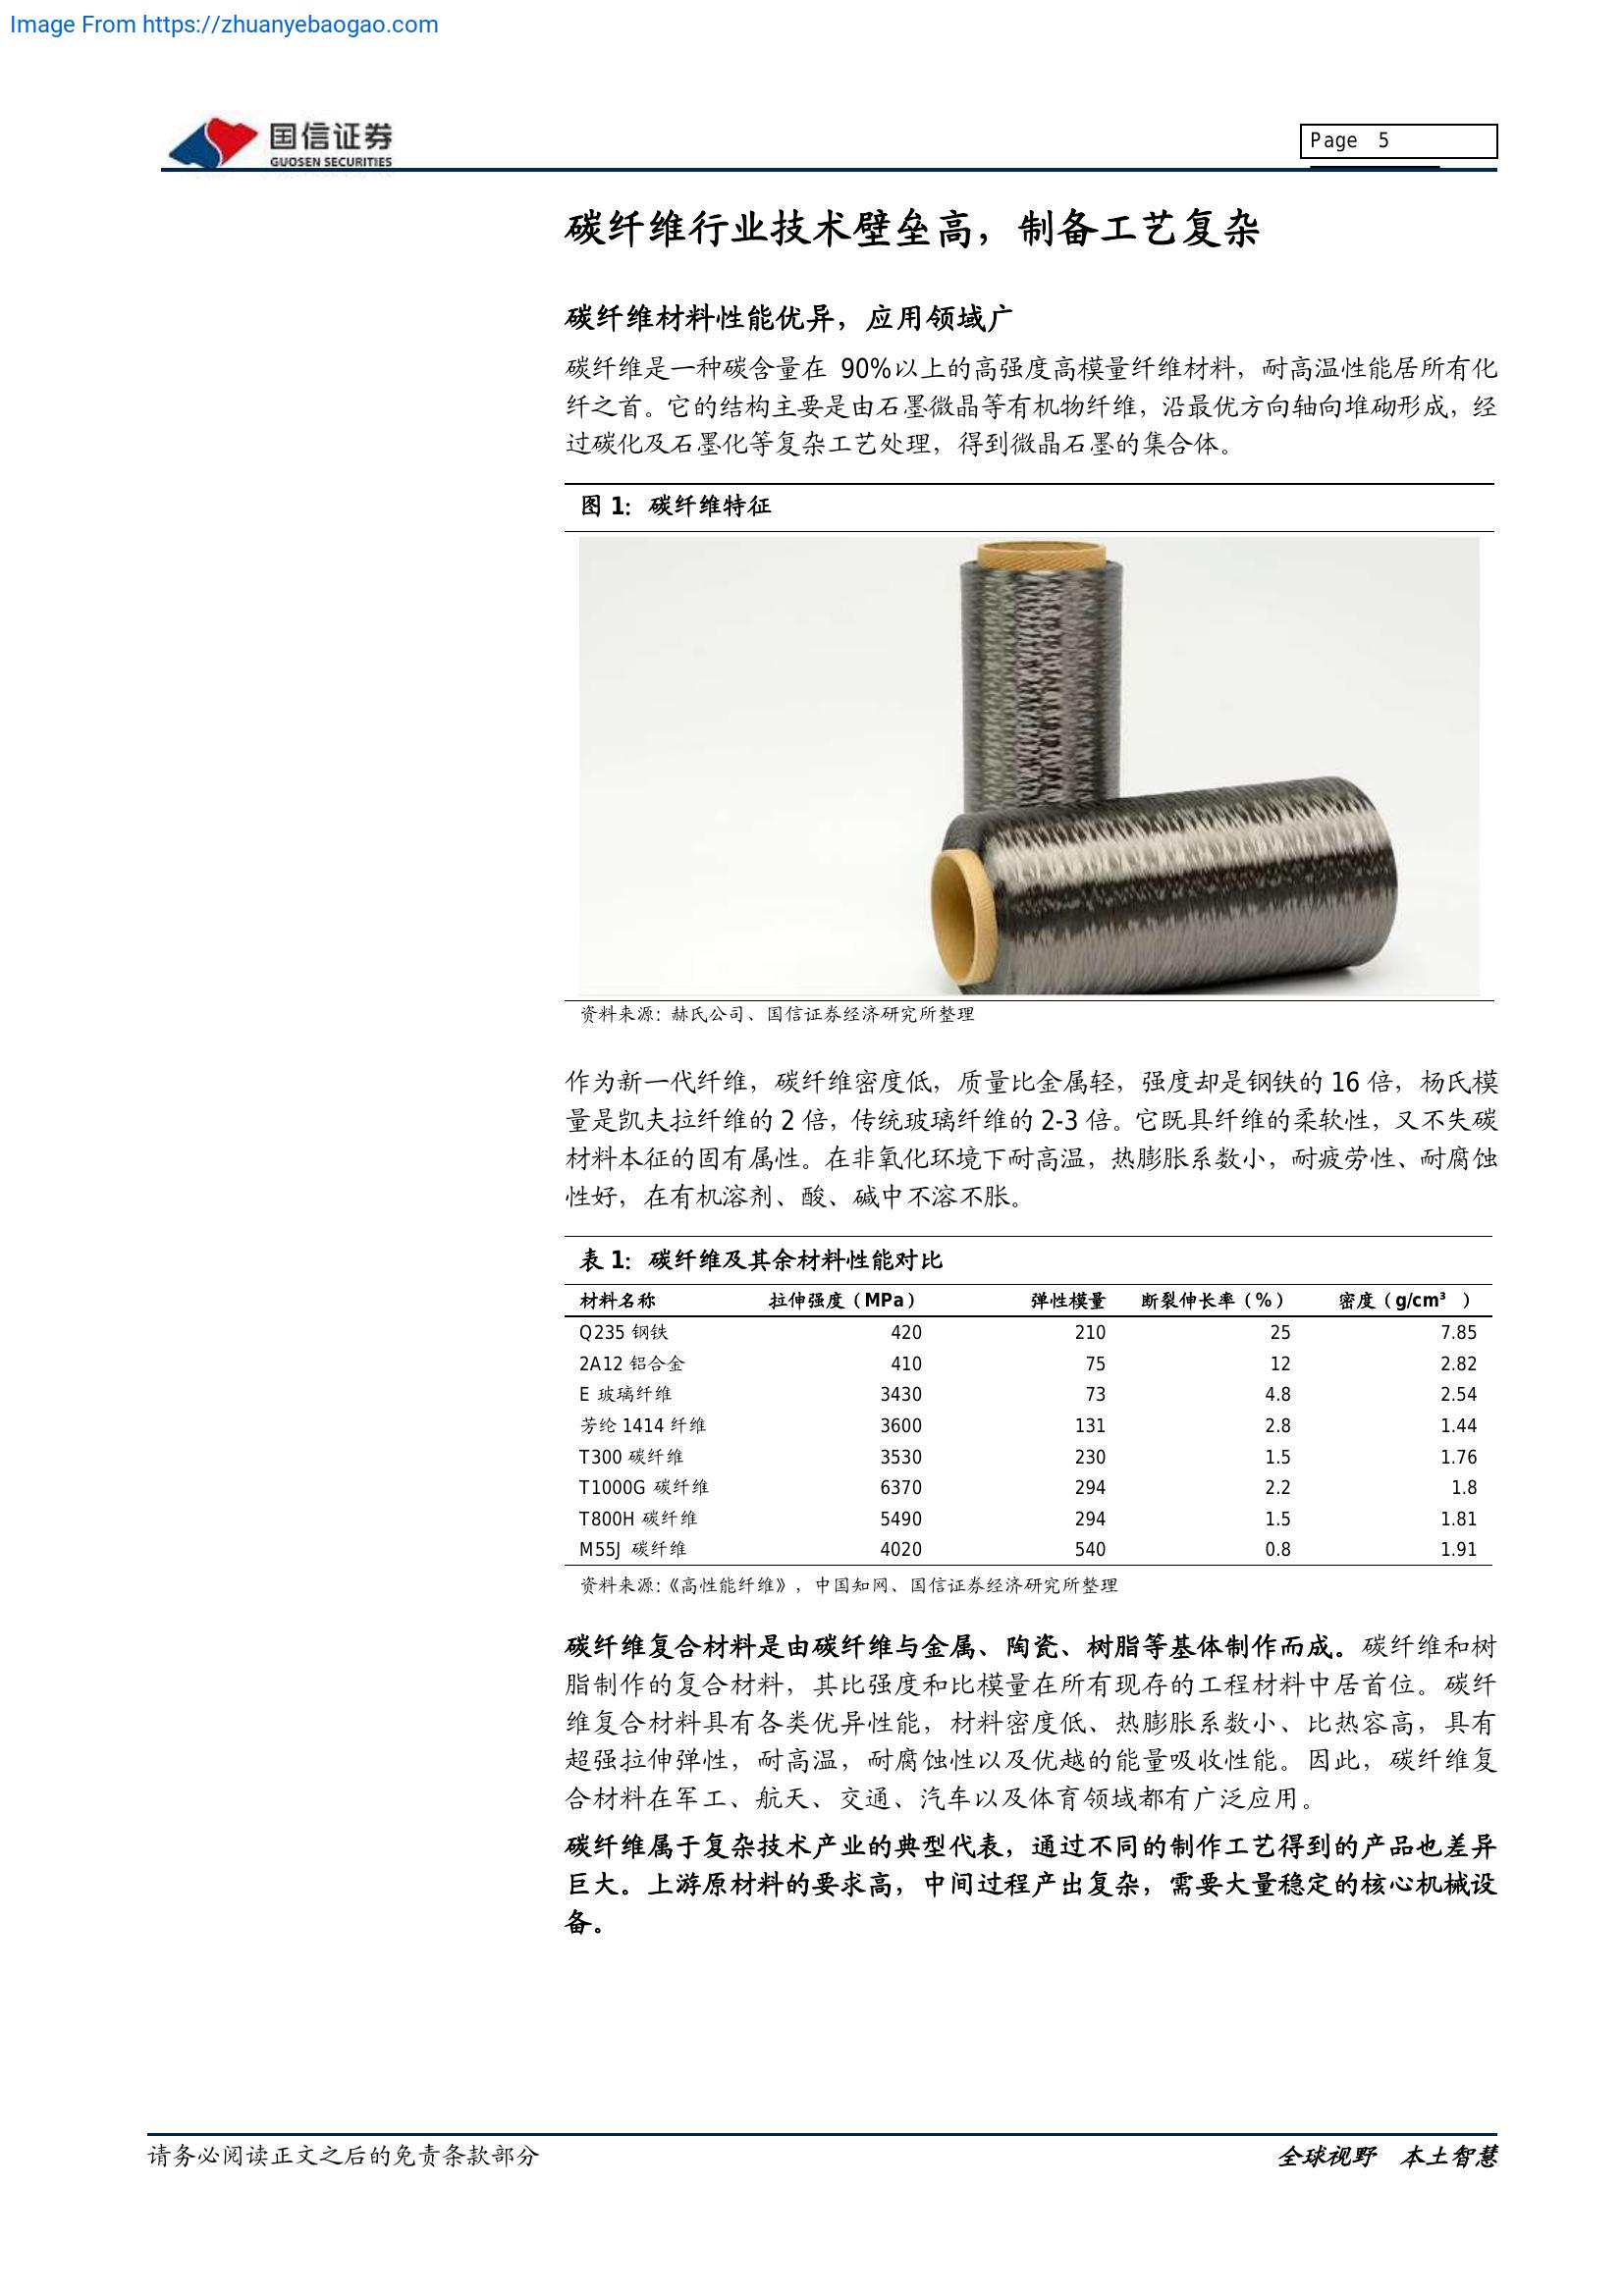 Image From https://zhuanyebaogao.com
国信证券
GUOSEN SECURITIES
Page 5
碳纤维行业技术壁垒高，制备工艺复杂
碳纤维材料性能优异，应用领域广
碳纤维是一种碳含量在 90%以上的高强度高模量纤维材料，耐高温性能居所有化
纤之首。它的结构主要是由石墨微晶等有机物纤维，沿最优方向轴向堆砌形成，经
过碳化及石墨化等复杂工艺处理，得到微晶石墨的集合体。
图 1：碳纤维特征
资料来源：赫氏公司、国信证券经济研究所整理
作为新一代纤维，碳纤维密度低，质量比金属轻，强度却是钢铁的 16 倍，杨氏模
量是凯夫拉纤维的 2 倍，传统玻璃纤维的 2-3 倍。它既具纤维的柔软性，又不失碳
材料本征的固有属性。在非氧化环境下耐高温，热膨胀系数小，耐疲劳性、耐腐蚀
性好，在有机溶剂、酸、碱中不溶不胀。
表 1：碳纤维及其余材料性能对比
材料名称 拉伸强度（MPa） 弹性模量 断裂伸长率（%） 密度（g/cm³ ）
Q235 钢铁 420 210 25 7.85
2A12 铝合金 410 75 12 2.82
E 玻璃纤维 3430 73 4.8 2.54
芳纶 1414 纤维 3600 131 2.8 1.44
T300 碳纤维 3530 230 1.5 1.76
T1000G 碳纤维 6370 294 2.2 1.8
T800H 碳纤维 5490 294 1.5 1.81
M55J 碳纤维 4020 540 0.8 1.91
资料来源：《高性能纤维》，中国知网、国信证券经济研究所整理
碳纤维复合材料是由碳纤维与金属、陶瓷、树脂等基体制作而成。碳纤维和树
脂制作的复合材料，其比强度和比模量在所有现存的工程材料中居首位。碳纤
维复合材料具有各类优异性能，材料密度低、热膨胀系数小、比热容高，具有
超强拉伸弹性，耐高温，耐腐蚀性以及优越的能量吸收性能。因此，碳纤维复
合材料在军工、航天、交通、汽车以及体育领域都有广泛应用。
碳纤维属于复杂技术产业的典型代表，通过不同的制作工艺得到的产品也差异
巨大。上游原材料的要求高，中间过程产出复杂，需要大量稳定的核心机械设
备。
请务必阅读正文之后的免责条款部分
全球视野 本土智慧